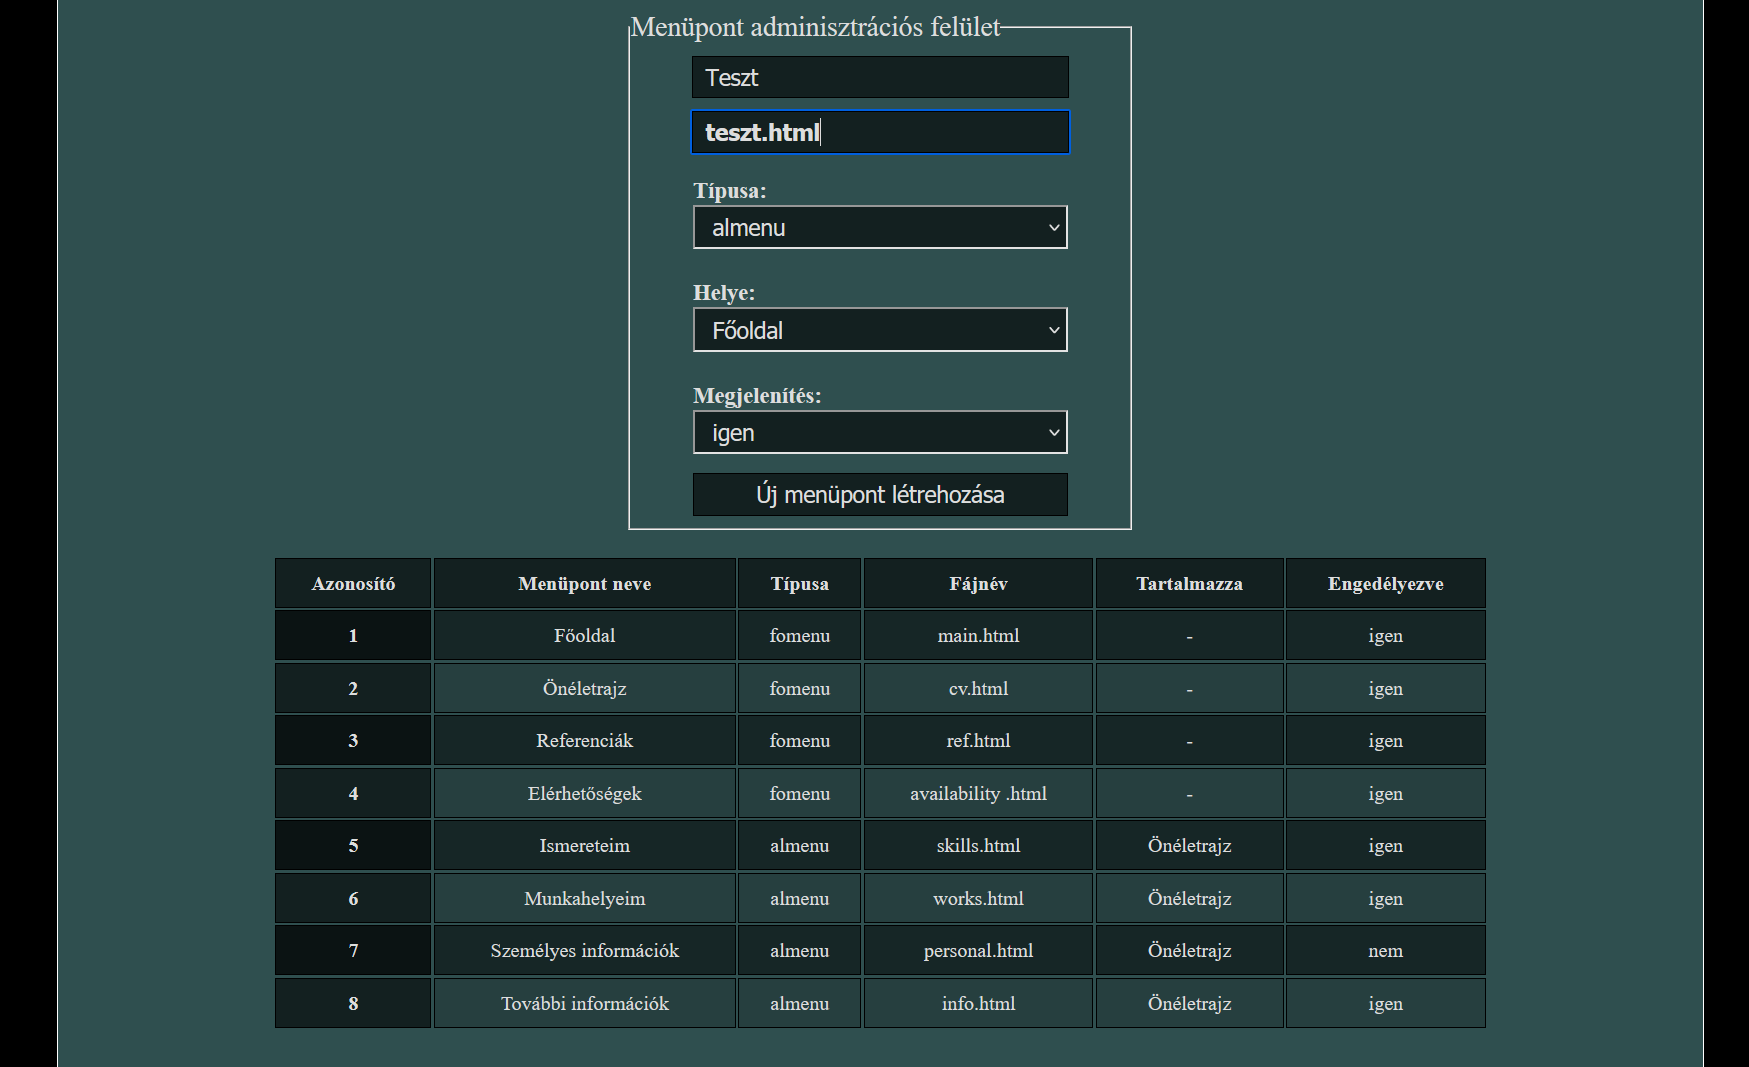 Menüpont adminisztrációs felület
Teszt
teszt.html
Típusa:
almenu
Helye:
Főoldal
Megjelenítés:
igen
Új menüpont létrehozása
Azonosító Menüpont neve Típusa Fájnév Tartalmazza Engedélyezve
1 Főoldal fomenu main.html - igen
2 Önéletrajz fomenu cv.html - igen
3 Referenciák fomenu ref.html - igen
4 Elérhetőségek fomenu availability .html - igen
5 Ismereteim almenu skills.html Önéletrajz igen
6 Munkahelyeim almenu works.html Önéletrajz igen
7 Személyes információk almenu personal.html Önéletrajz nem
8 További információk almenu info.html Önéletrajz igen